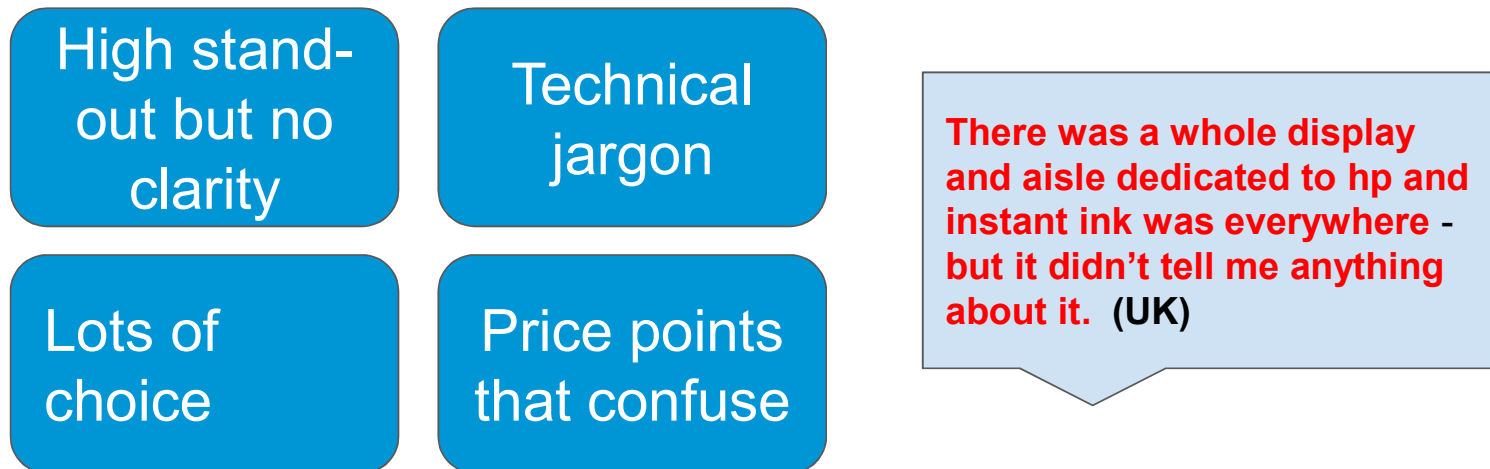 High stand-
out but no
clarity
Technical
jargon
Lots of
choice
Price points
that confuse
There was a whole display
and aisle dedicated to hp and
instant ink was everywhere -
but it didn’t tell me anything
about it.  (UK)